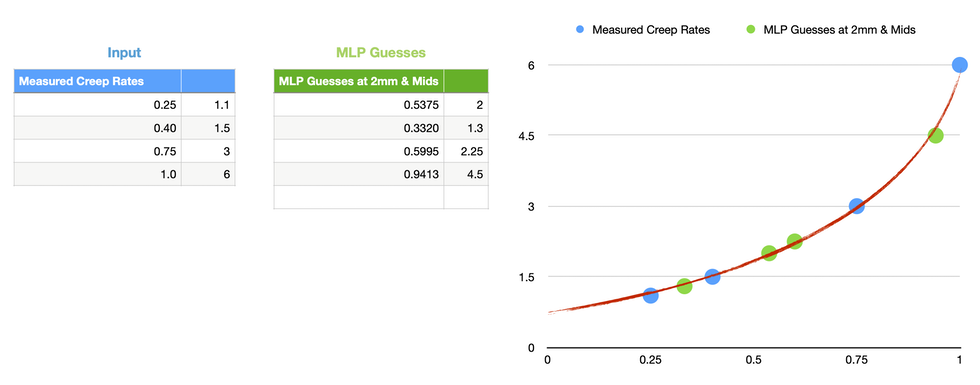 Input
Measured Creep Rates
0.25 1.1
0.40 1.5
0.75 3
1.0 6
MLP Guesses
MLP Guesses at 2mm & Mids
0.5375 2
0.3320 1.3
0.5995 2.25
0.9413 4.5
Measured Creep Rates MLP Guesses at 2mm & Mids
6
4.5
3
1.5
0
0 0.25 0.5 0.75 1